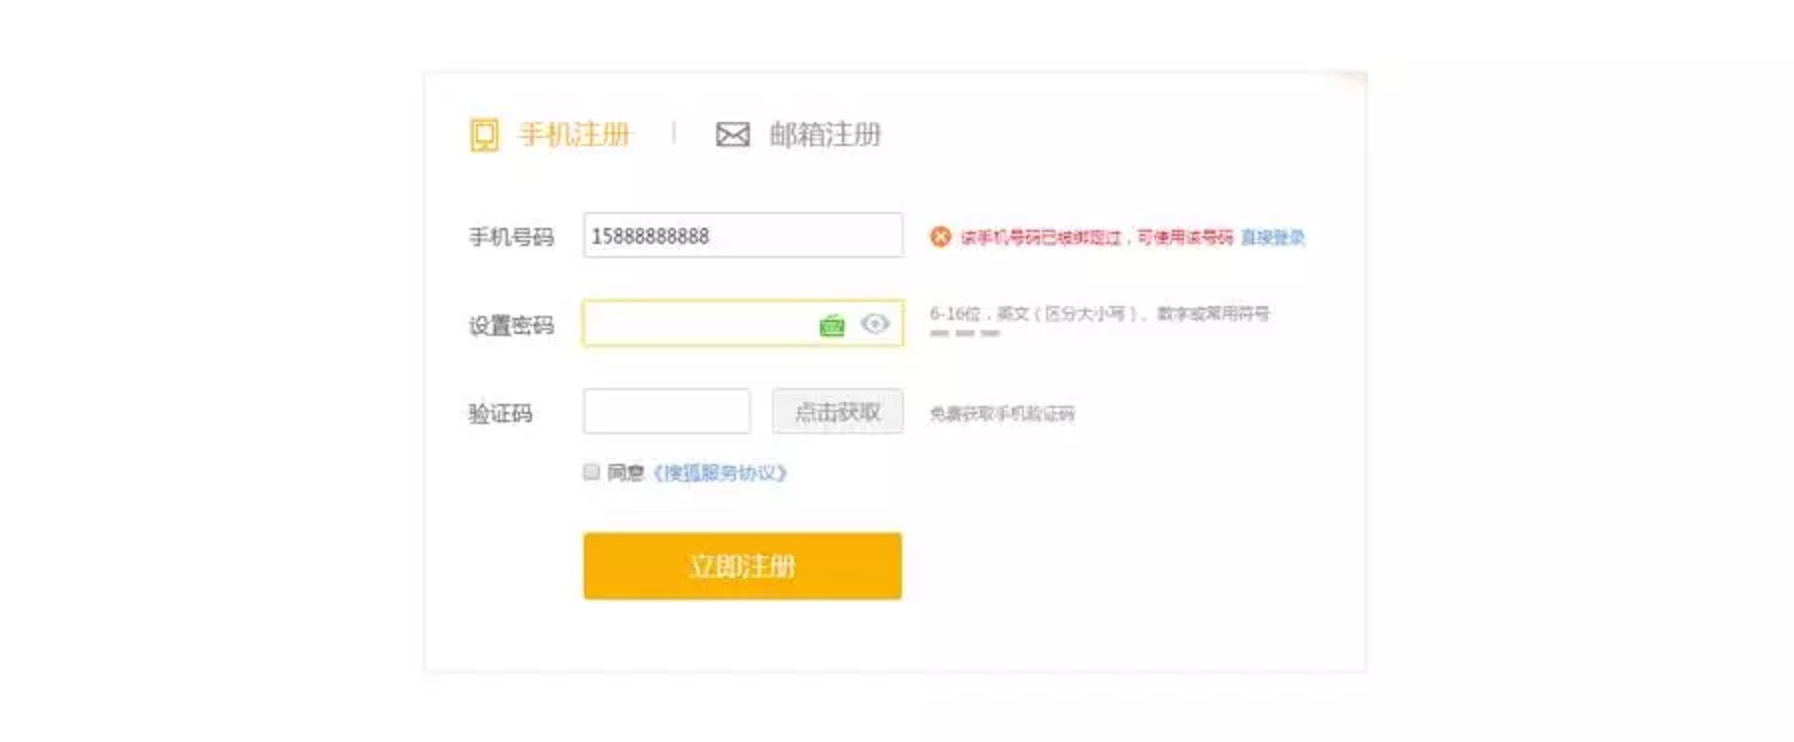 手机注册 | 邮箱注册
手机号码 15888888888 该手机号码已被绑定过，可使用该号码 直接登录
设置密码 6-16位，英文（区分大小写）、数字或常用符号
验证码 点击获取 免费获取手机验证码
同意《搜狐服务协议》
立即注册